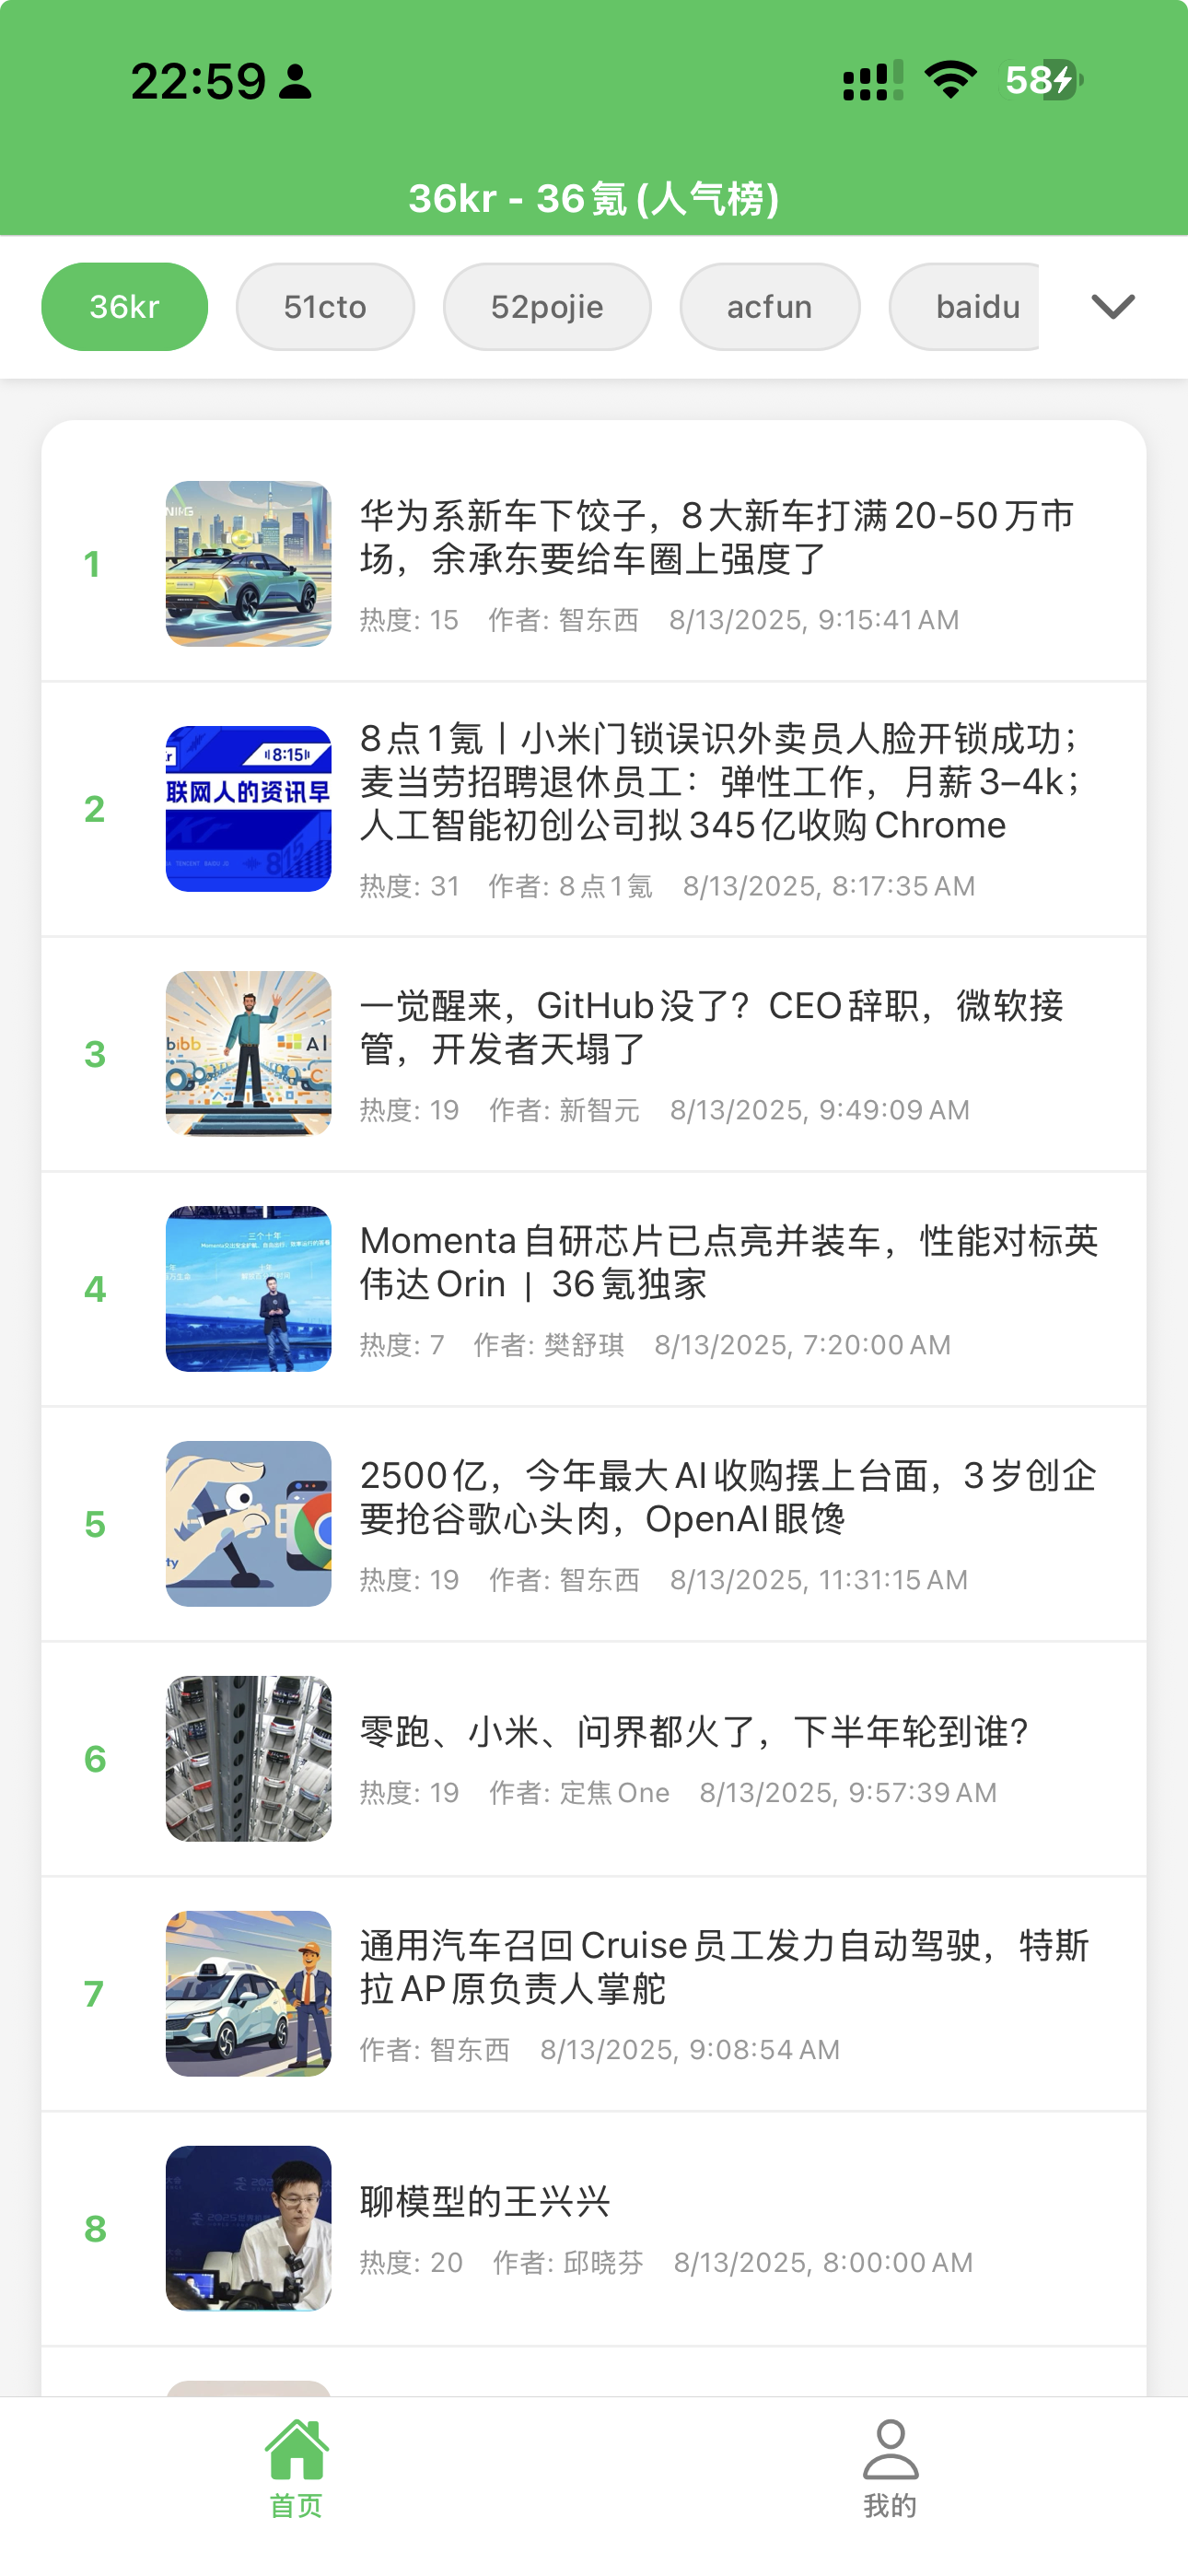 22:59
58
36kr - 36氪 (人气榜)
36kr
51cto
52pojie
acfun
baidu
1
华为系新车下饺子，8大新车打满20-50万市
场，余承东要给车圈上强度了
热度: 15 作者: 智东西 8/13/2025, 9:15:41 AM
2
8:15
联网人的资讯早
8点1氪丨小米门锁误识外卖员人脸开锁成功；
麦当劳招聘退休员工：弹性工作，月薪3–4k；
人工智能初创公司拟345亿收购Chrome
热度: 31 作者: 8点1氪 8/13/2025, 8:17:35 AM
3
bibb
AI
一觉醒来，GitHub没了？CEO辞职，微软接
管，开发者天塌了
热度: 19 作者: 新智元 8/13/2025, 9:49:09 AM
4
三个十年
Momenta自研芯片已点亮并装车，性能对标英
伟达Orin | 36氪独家
热度: 7 作者: 樊舒琪 8/13/2025, 7:20:00 AM
5
ty
2500亿，今年最大AI收购摆上台面，3岁创企
要抢谷歌心头肉，OpenAI眼馋
热度: 19 作者: 智东西 8/13/2025, 11:31:15 AM
6
零跑、小米、问界都火了，下半年轮到谁?
热度: 19 作者: 定焦One 8/13/2025, 9:57:39 AM
7
通用汽车召回Cruise员工发力自动驾驶，特斯
拉AP原负责人掌舵
作者: 智东西 8/13/2025, 9:08:54 AM
8
聊模型的王兴兴
热度: 20 作者: 邱晓芬 8/13/2025, 8:00:00 AM
首页
我的